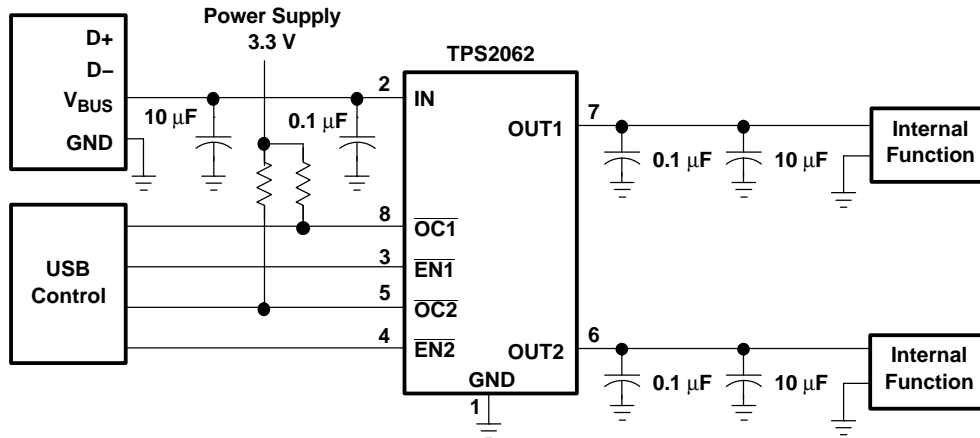 Power Supply
3.3 V
TPS2062
D+
D–
VBUS
GND
10 µF
0.1 µF
2
IN
7
OUT1
0.1 µF
10 µF
Internal
Function
USB
Control
8
OC1
3
EN1
5
OC2
4
EN2
6
OUT2
GND
1
0.1 µF
10 µF
Internal
Function